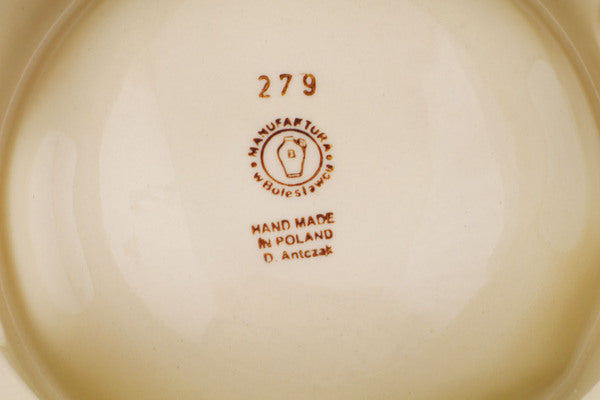 279
MANUFAKTURA
w Bolesławcu
B
HAND MADE
IN POLAND
D. Antczak